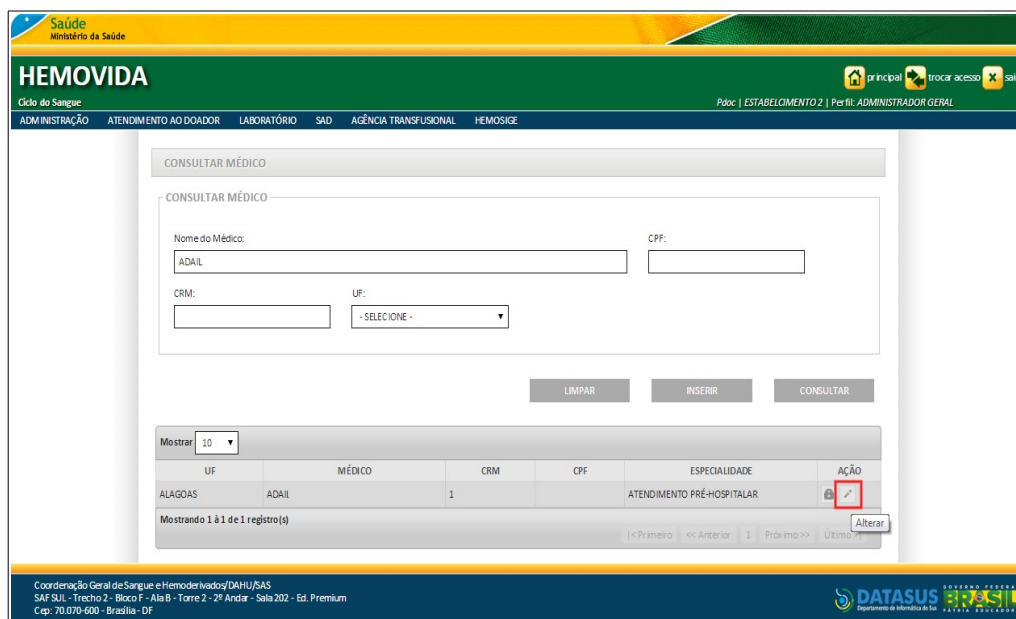 Saúde
Ministério da Saúde
HEMOVIDA
principal trocar acesso sai
Ciclo do Sangue
Pdoc | ESTABELCIMENTO 2 | Perfil: ADMINISTRADOR GERAL
ADMINISTRAÇÃO ATENDIMENTO AO DOADOR LABORATÓRIO SAD AGÊNCIA TRANSFUSIONAL HEMOSIGE
CONSULTAR MÉDICO
CONSULTAR MÉDICO
Nome do Médico: CPF:
ADAIL
CRM: UF:
- SELECIONE -
LIMPAR INSERIR CONSULTAR
Mostrar 10
UF MÉDICO CRM CPF ESPECIALIDADE AÇÃO
ALAGOAS ADAIL 1 ATENDIMENTO PRÉ-HOSPITALAR
Alterar
Mostrando 1 à 1 de 1 registro(s)
|< Primeiro << Anterior 1 Próximo >> Último >|
Coordenação Geral de Sangue e Hemoderivados/DAHU/SAS
SAF SUL - Trecho 2 - Bloco F - Ala B - Torre 2 - 2º Andar - Sala 202 - Ed. Premium
Cep: 70.070-600 - Brasília - DF
DATASUS
Departamento de Informática do Sus
GOVERNO FEDERA
BRASIL
PÁTRIA EDUCADO